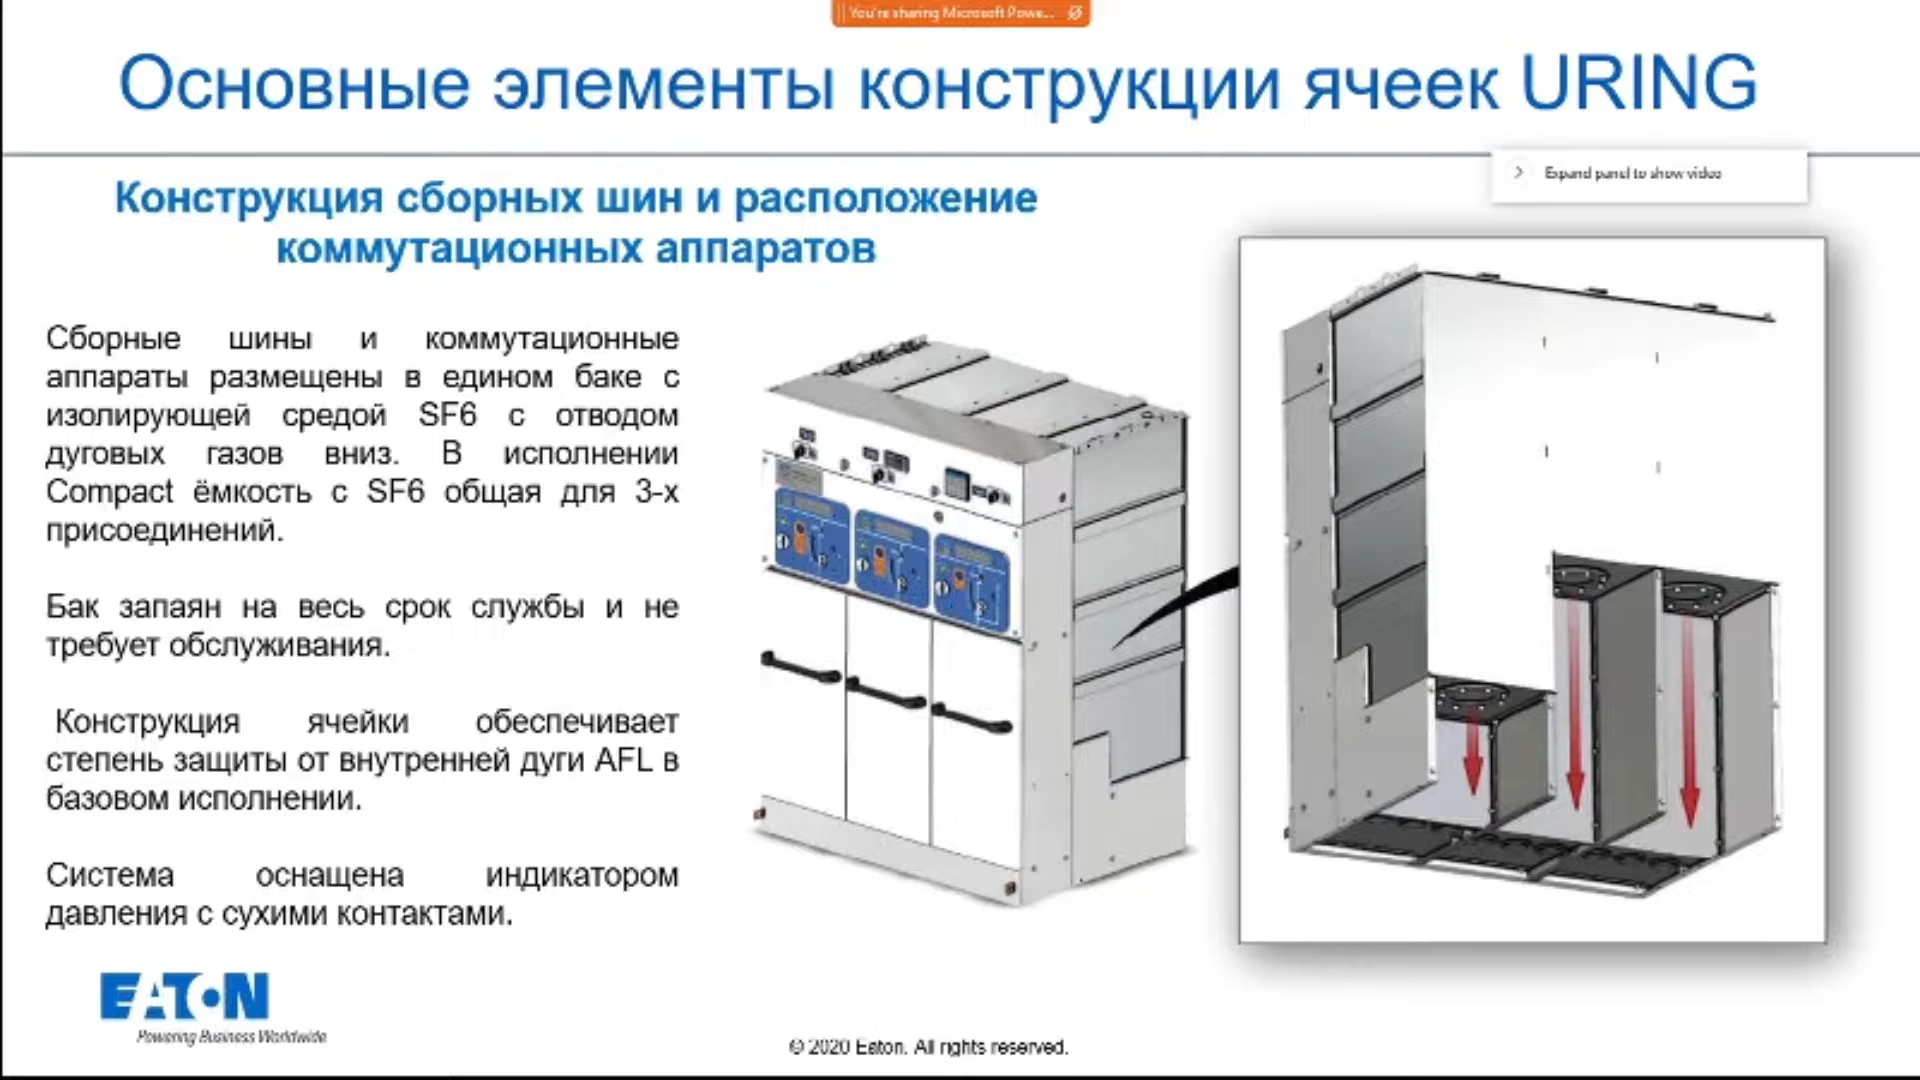 You're sharing Microsoft Powe...
Основные элементы конструкции ячеек URING
Expand panel to show video
Конструкция сборных шин и расположение
коммутационных аппаратов
Сборные шины и коммутационные
аппараты размещены в едином баке с
изолирующей средой SF6 с отводом
дуговых газов вниз. В исполнении
Compact ёмкость с SF6 общая для 3-х
присоединений.
Бак запаян на весь срок службы и не
требует обслуживания.
Конструкция ячейки обеспечивает
степень защиты от внутренней дуги AFL в
базовом исполнении.
Система оснащена индикатором
давления с сухими контактами.
EATON
Powering Business Worldwide
© 2020 Eaton. All rights reserved.